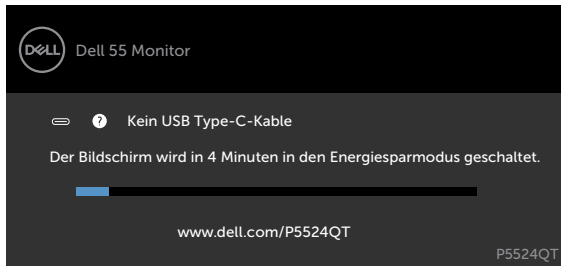 DELL Dell 55 Monitor
? Kein USB Type-C-Kable
Der Bildschirm wird in 4 Minuten in den Energiesparmodus geschaltet.
www.dell.com/P5524QT
P5524QT